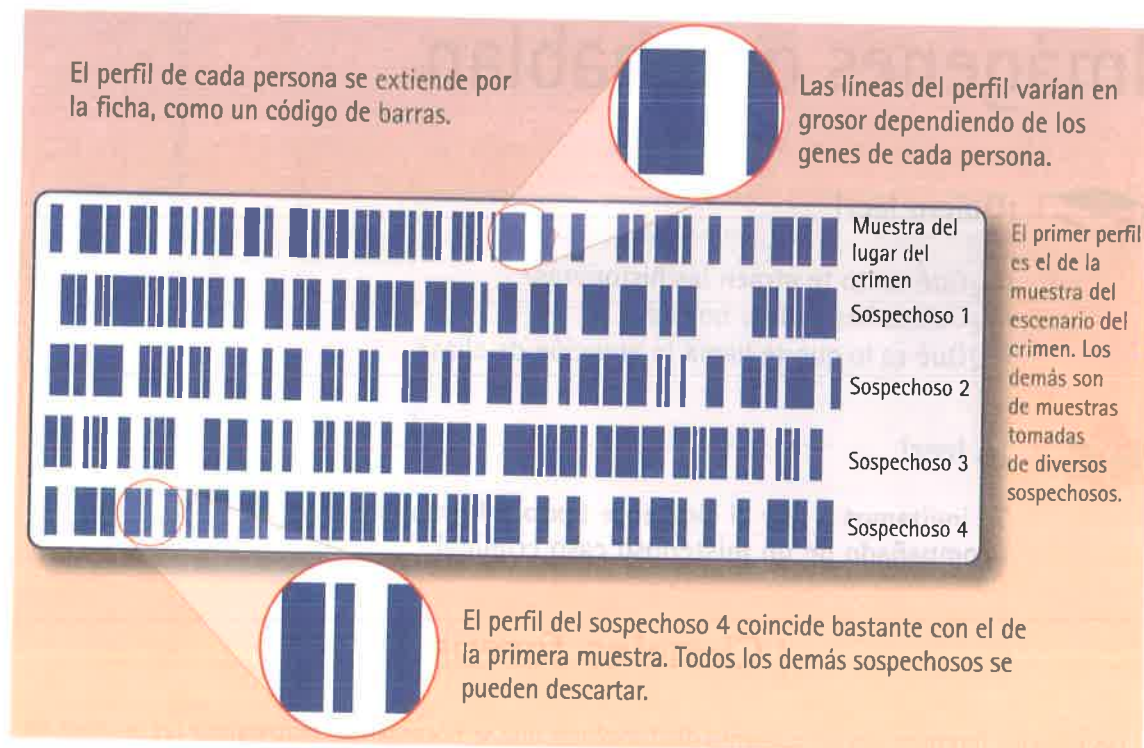 El perfil de cada persona se extiende por
la ficha, como un código de barras.
Las líneas del perfil varían en
grosor dependiendo de los
genes de cada persona.
Muestra del
lugar del
crimen
Sospechoso 1
Sospechoso 2
Sospechoso 3
Sospechoso 4
El primer perfil
es el de la
muestra del
escenario del
crimen. Los
demás son
de muestras
tomadas
de diversos
sospechosos.
El perfil del sospechoso 4 coincide bastante con el de
la primera muestra. Todos los demás sospechosos se
pueden descartar.